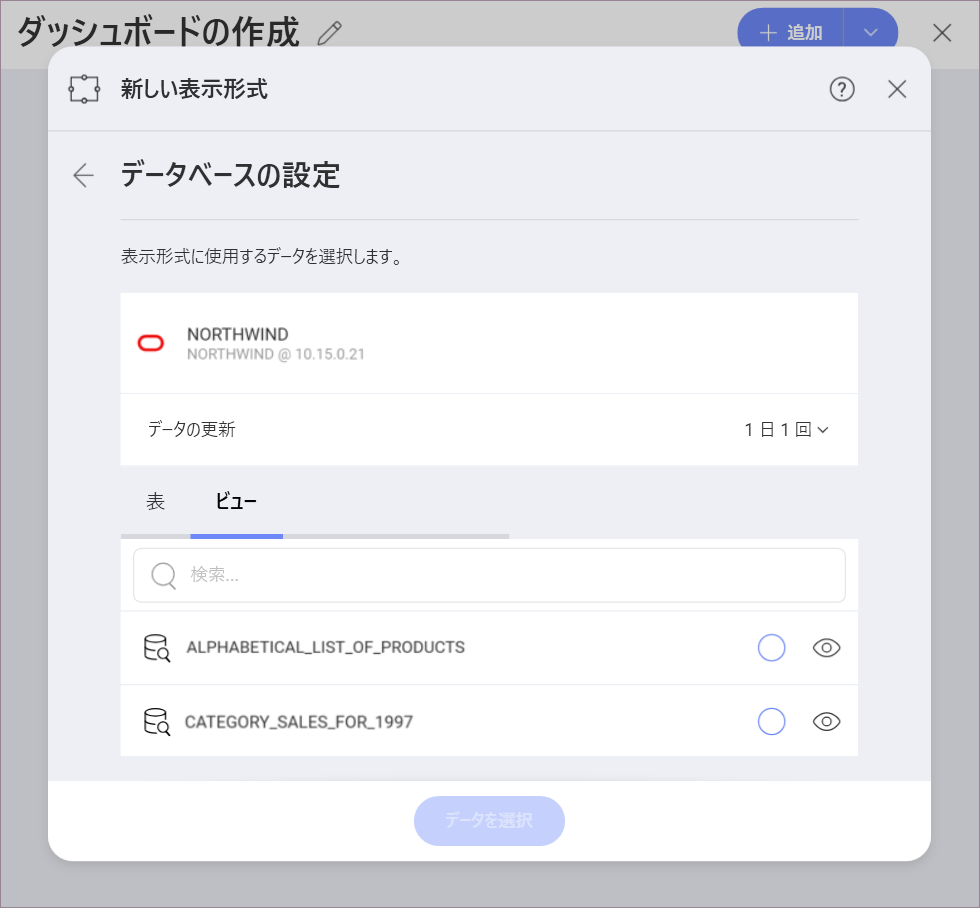 ダッシュボードの作成
追加
新しい表示形式
?
データベースの設定
表示形式に使用するデータを選択します。
NORTHWIND
NORTHWIND @ 10.15.0.21
データの更新
1 日 1 回
表 ビュー
検索...
ALPHABETICAL_LIST_OF_PRODUCTS
CATEGORY_SALES_FOR_1997
データを選択